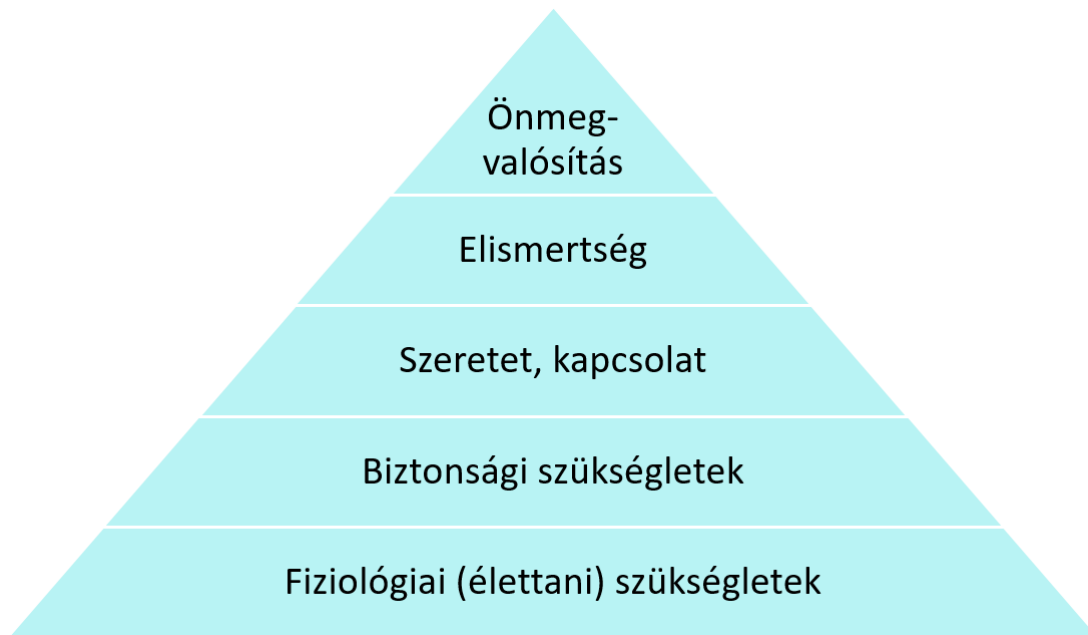 Önmeg-
valósítás
Elismertség
Szeretet, kapcsolat
Biztonsági szükségletek
Fiziológiai (élettani) szükségletek